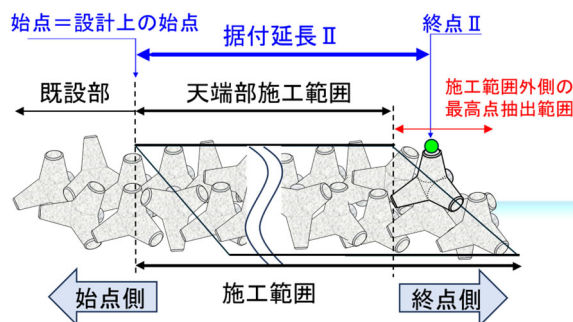 始点＝設計上の始点
据付延長Ⅱ
終点Ⅱ
既設部
天端部施工範囲
施工範囲外側の
最高点抽出範囲
始点側
施工範囲
終点側